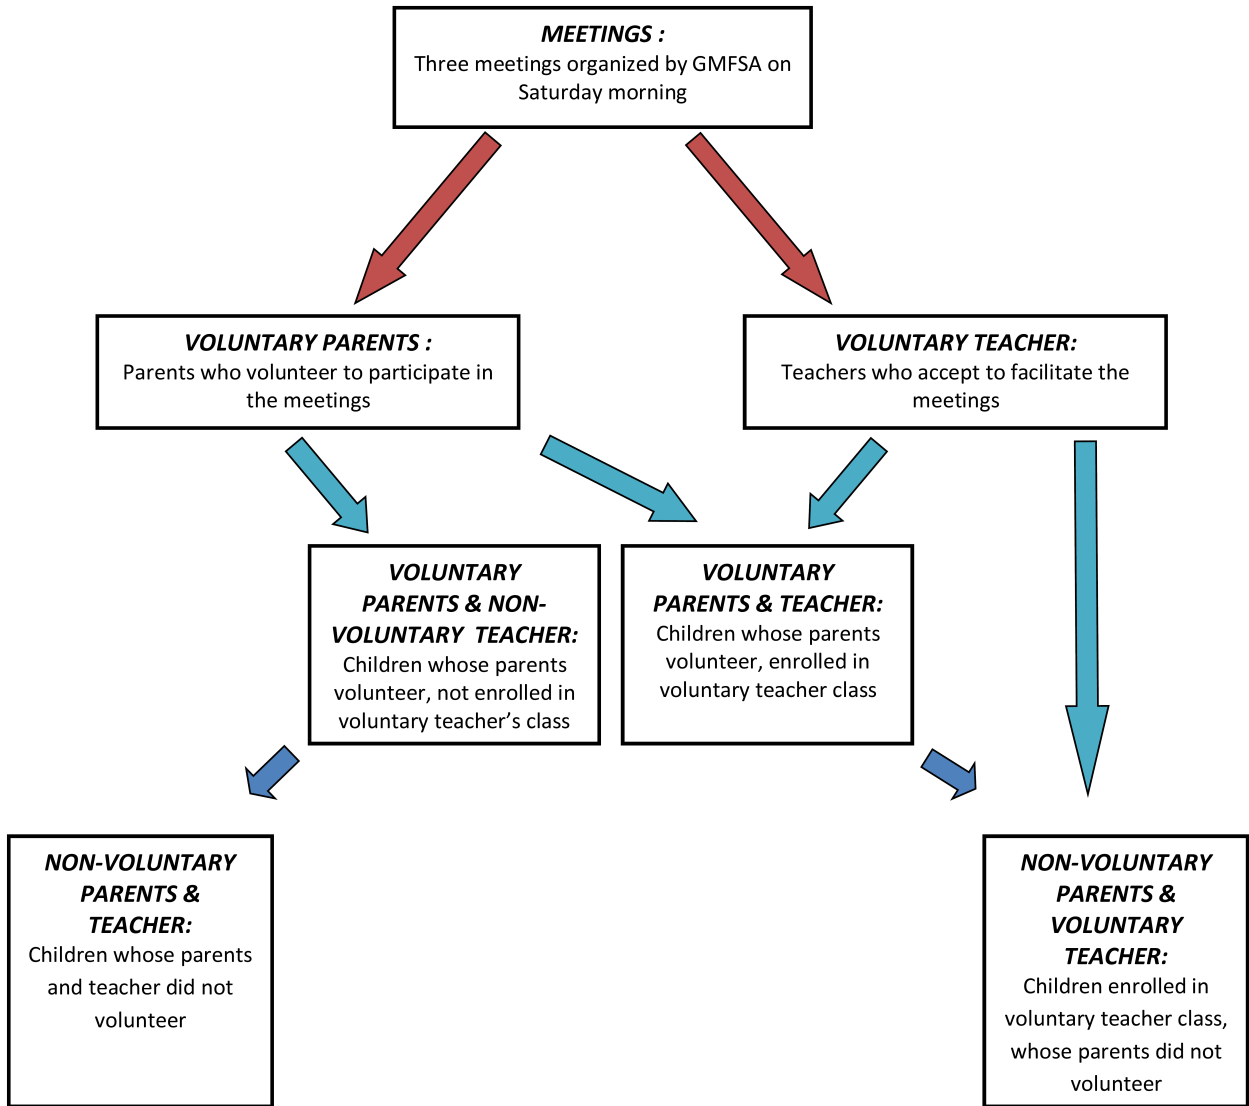 MEETINGS :
Three meetings organized by GMFSA on
Saturday morning
VOLUNTARY PARENTS :
Parents who volunteer to participate in
the meetings
VOLUNTARY TEACHER:
Teachers who accept to facilitate the
meetings
VOLUNTARY
PARENTS & NON-
VOLUNTARY TEACHER:
Children whose parents
volunteer, not enrolled in
voluntary teacher’s class
VOLUNTARY
PARENTS & TEACHER:
Children whose parents
volunteer, enrolled in
voluntary teacher class
NON-VOLUNTARY
PARENTS &
TEACHER:
Children whose parents
and teacher did not
volunteer
NON-VOLUNTARY
PARENTS &
VOLUNTARY
TEACHER:
Children enrolled in
voluntary teacher class,
whose parents did not
volunteer